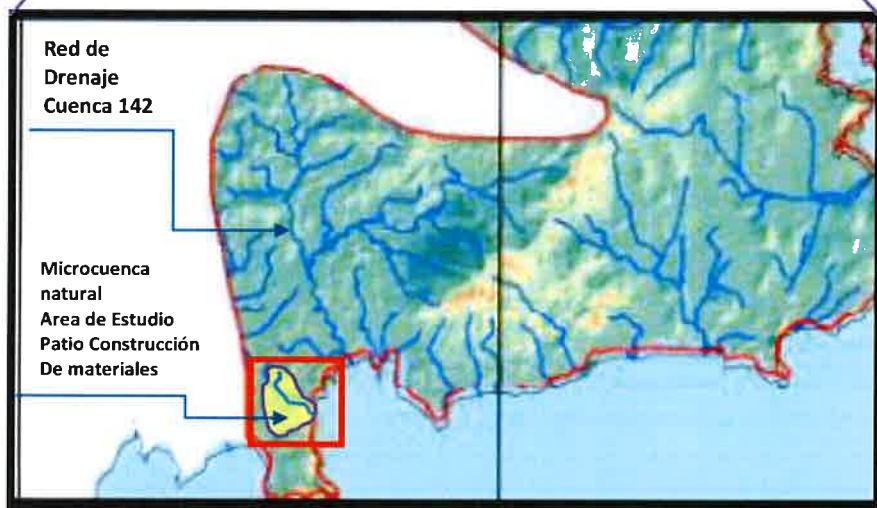 Red de
Drenaje
Cuenca 142
Microcuenca
natural
Area de Estudio
Patio Construcción
De materiales